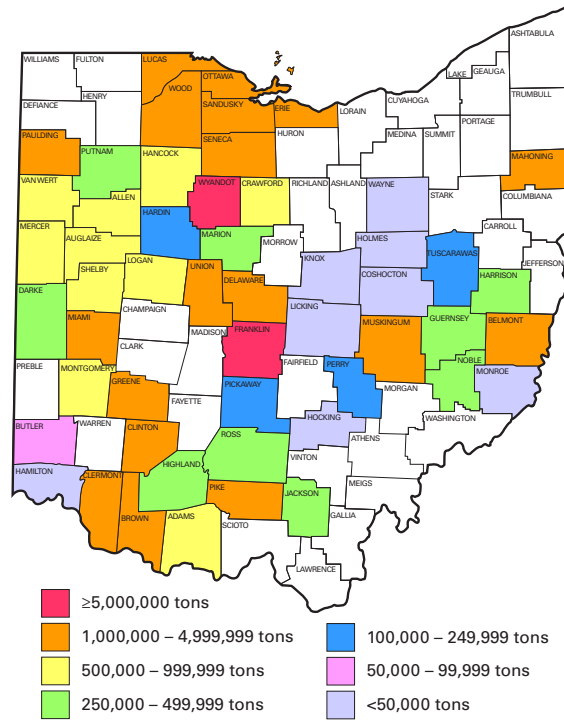 ASHTABULA
WILLIAMS
FULTON
LUCAS
OTTAWA
LAKE
GEAUGA
WOOD
HENRY
DEFIANCE
SANDUSKY
ERIE
LORAIN
CUYAHOGA
TRUMBULL
PAULDING
PUTNAM
HANCOCK
SENECA
HURON
MEDINA
SUMMIT
PORTAGE
MAHONING
VAN WERT
ALLEN
WYANDOT
CRAWFORD
RICHLAND
ASHLAND
WAYNE
STARK
COLUMBIANA
MERCER
AUGLAIZE
HARDIN
MARION
MORROW
KNOX
HOLMES
TUSCARAWAS
CARROLL
JEFFERSON
SHELBY
LOGAN
UNION
DELAWARE
COSHOCTON
HARRISON
DARKE
MIAMI
CHAMPAIGN
MADISON
FRANKLIN
LICKING
MUSKINGUM
GUERNSEY
BELMONT
PREBLE
MONTGOMERY
CLARK
GREENE
FAYETTE
PICKAWAY
FAIRFIELD
PERRY
MORGAN
NOBLE
MONROE
BUTLER
WARREN
CLINTON
ROSS
HOCKING
ATHENS
WASHINGTON
HAMILTON
CLERMONT
BROWN
HIGHLAND
ADAMS
PIKE
SCIOTO
JACKSON
VINTON
MEIGS
GALLIA
LAWRENCE
≥5,000,000 tons
1,000,000 – 4,999,999 tons
500,000 – 999,999 tons
250,000 – 499,999 tons
100,000 – 249,999 tons
50,000 – 99,999 tons
<50,000 tons